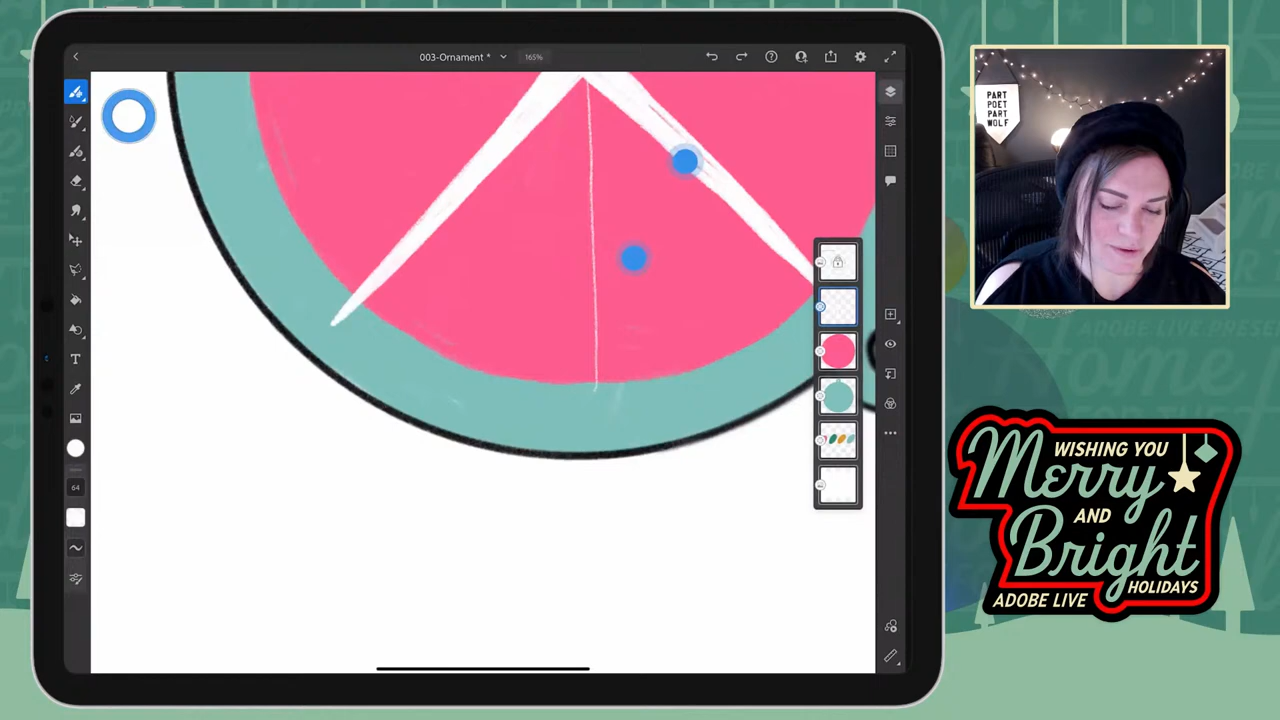 003-Ornament *
165%
PART
POET
PART
WOLF
64
WISHING YOU
Merry
AND
Bright
HOLIDAYS
ADOBE LIVE